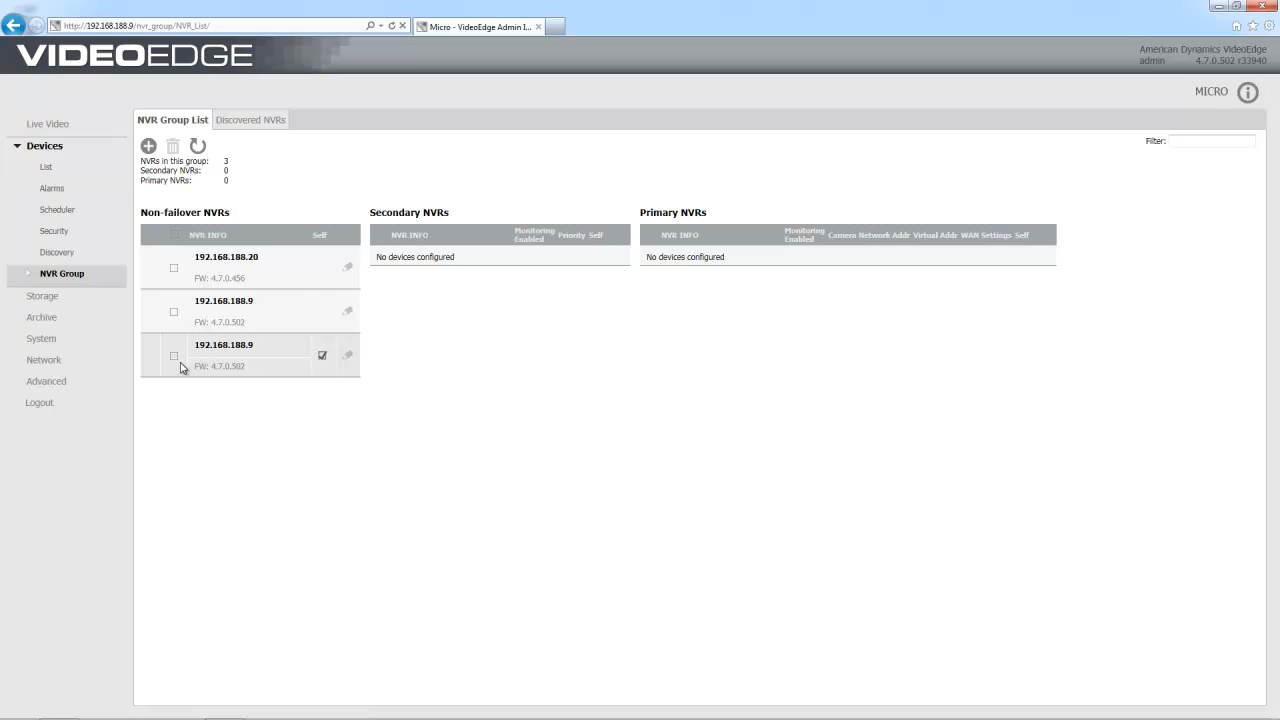 http://192.168.188.9/nvr_group/NVR_List/
Micro - VideoEdge Admin I...
VIDEOEDGE
American Dynamics VideoEdge
admin 4.7.0.502 r33940
MICRO
Live Video
Devices
List
Alarms
Scheduler
Security
Discovery
NVR Group
Storage
Archive
System
Network
Advanced
Logout
NVR Group List
Discovered NVRs
Filter:
NVRs in this group: 3
Secondary NVRs: 0
Primary NVRs: 0
Non-failover NVRs
NVR INFO Self
192.168.188.20
FW: 4.7.0.456
192.168.188.9
FW: 4.7.0.502
192.168.188.9
FW: 4.7.0.502
Secondary NVRs
NVR INFO Monitoring Enabled Priority Self
No devices configured
Primary NVRs
NVR INFO Monitoring Enabled Camera Network Addr Virtual Addr WAN Settings Self
No devices configured